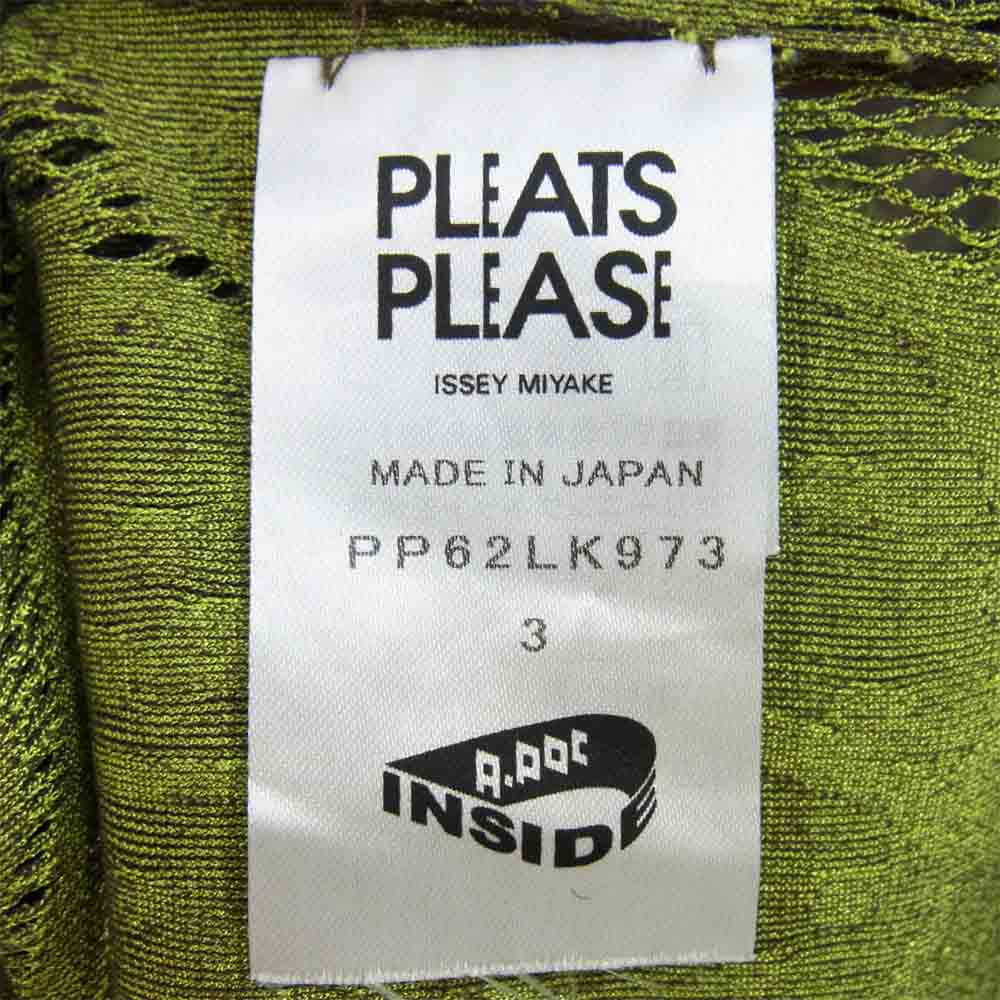 PLEATS
PLEASE
ISSEY MIYAKE
MADE IN JAPAN
PP62LK973
3
A.POC
INSIDE